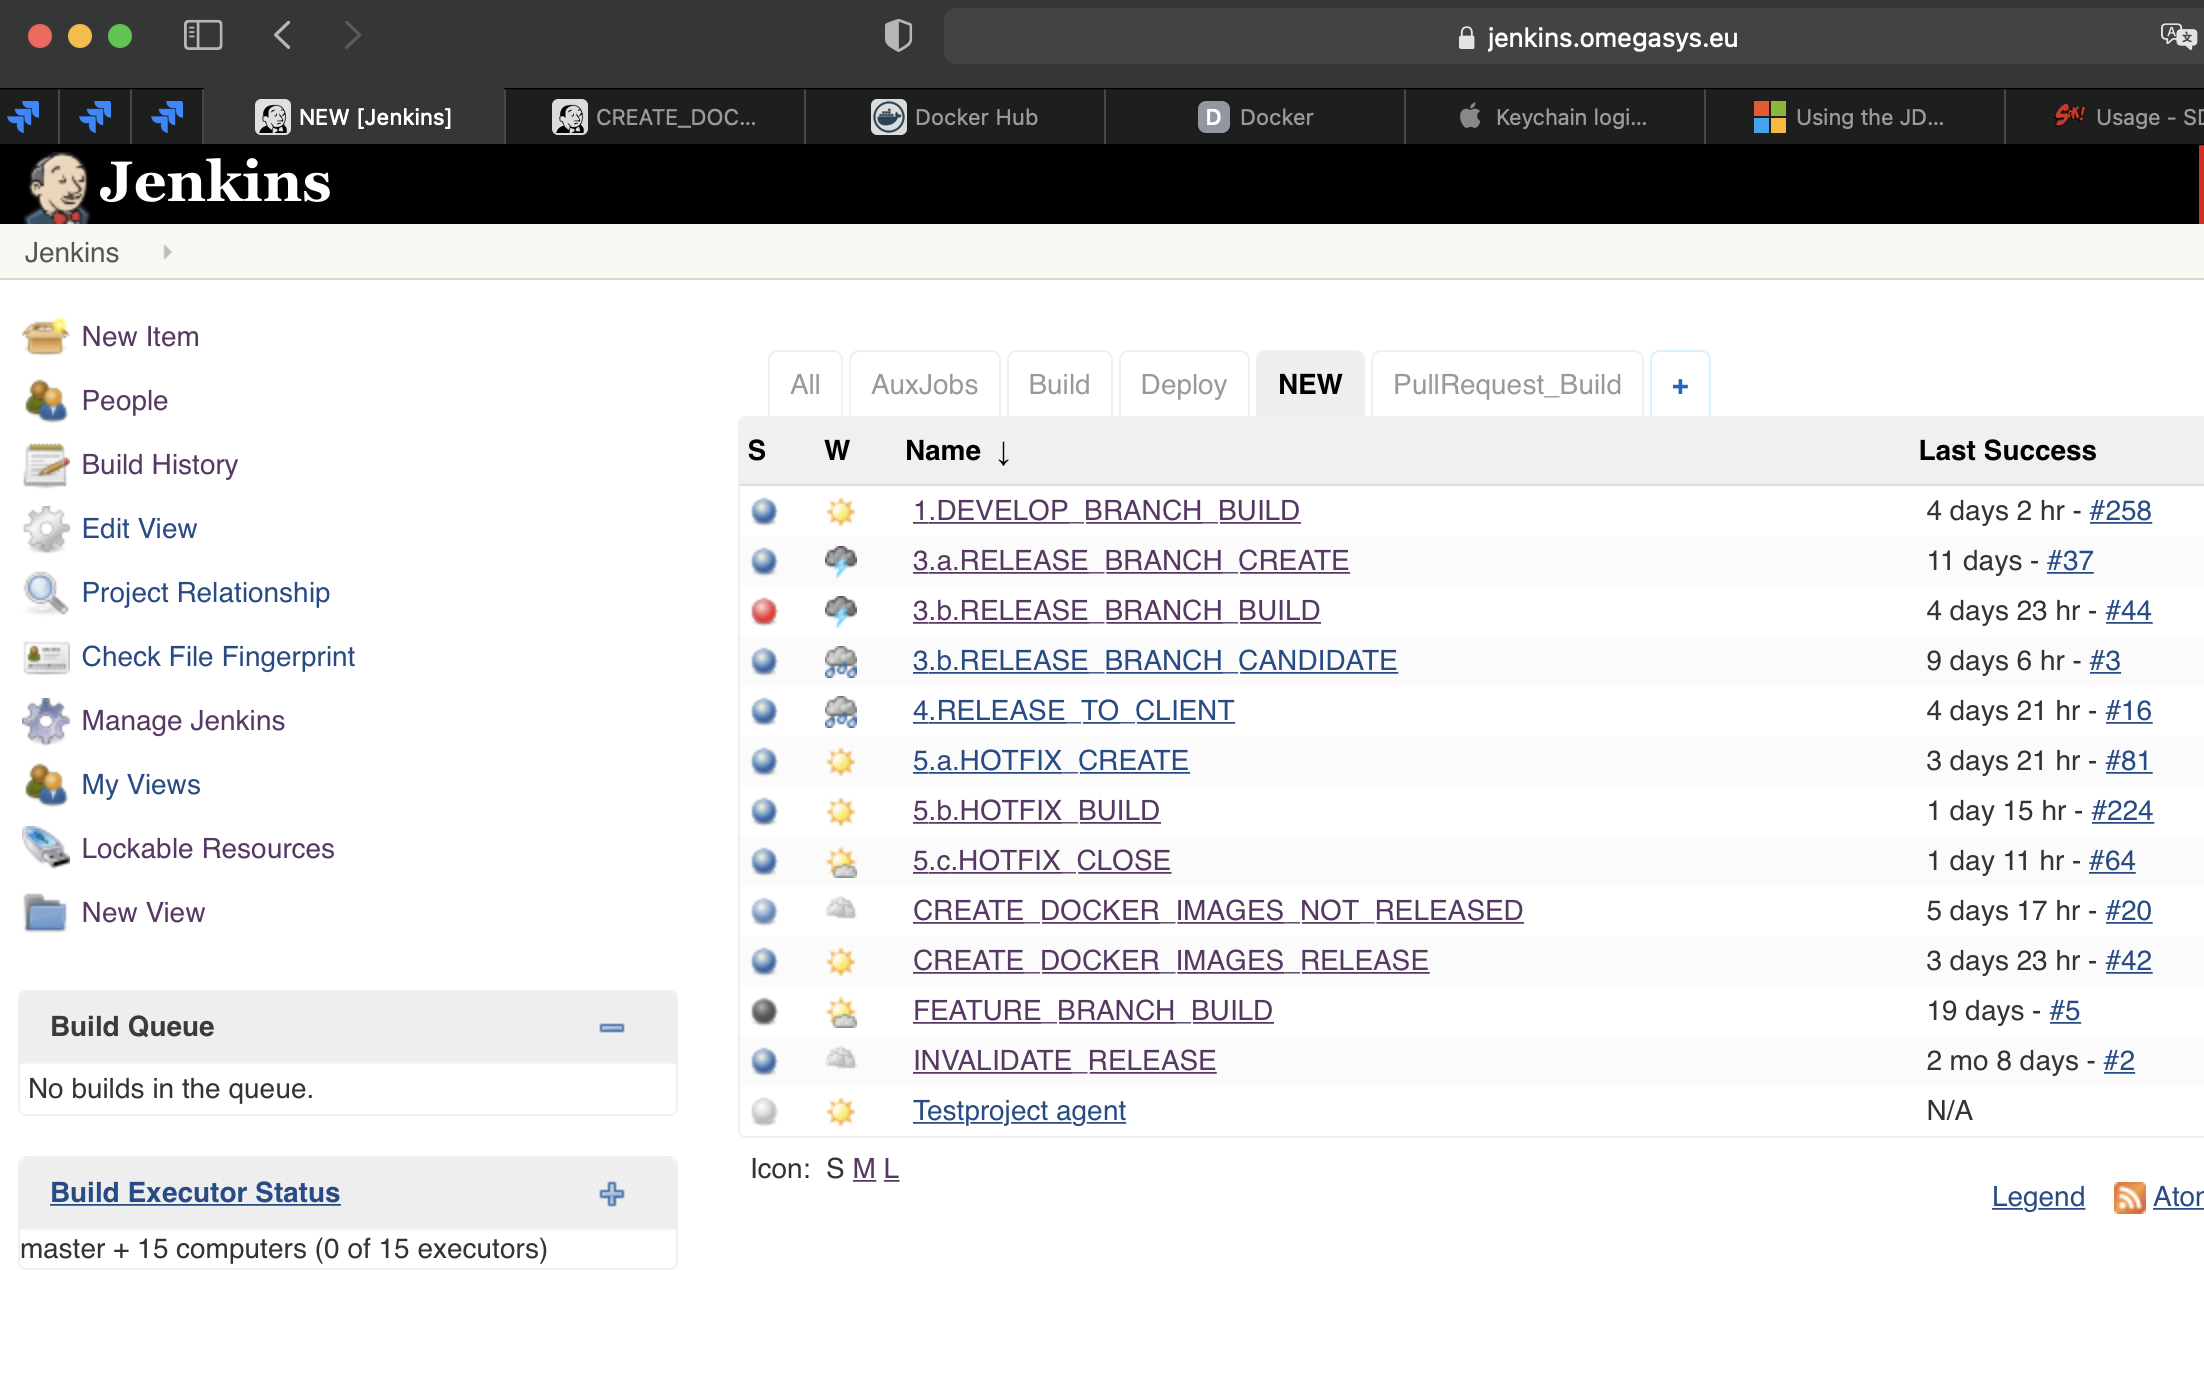 jenkins.omegasys.eu
NEW [Jenkins]
CREATE_DOC...
Docker Hub
D Docker
Keychain logi...
Using the JD...
Usage - SD
Jenkins
Jenkins
New Item
People
Build History
Edit View
Project Relationship
Check File Fingerprint
Manage Jenkins
My Views
Lockable Resources
New View
Build Queue
No builds in the queue.
Build Executor Status
master + 15 computers (0 of 15 executors)
All AuxJobs Build Deploy NEW PullRequest_Build +
S W Name ↓ Last Success
1.DEVELOP_BRANCH_BUILD 4 days 2 hr - #258
3.a.RELEASE_BRANCH_CREATE 11 days - #37
3.b.RELEASE_BRANCH_BUILD 4 days 23 hr - #44
3.b.RELEASE_BRANCH_CANDIDATE 9 days 6 hr - #3
4.RELEASE_TO_CLIENT 4 days 21 hr - #16
5.a.HOTFIX_CREATE 3 days 21 hr - #81
5.b.HOTFIX_BUILD 1 day 15 hr - #224
5.c.HOTFIX_CLOSE 1 day 11 hr - #64
CREATE_DOCKER_IMAGES_NOT_RELEASED 5 days 17 hr - #20
CREATE_DOCKER_IMAGES_RELEASE 3 days 23 hr - #42
FEATURE_BRANCH_BUILD 19 days - #5
INVALIDATE_RELEASE 2 mo 8 days - #2
Testproject agent N/A
Icon: S M L
Legend